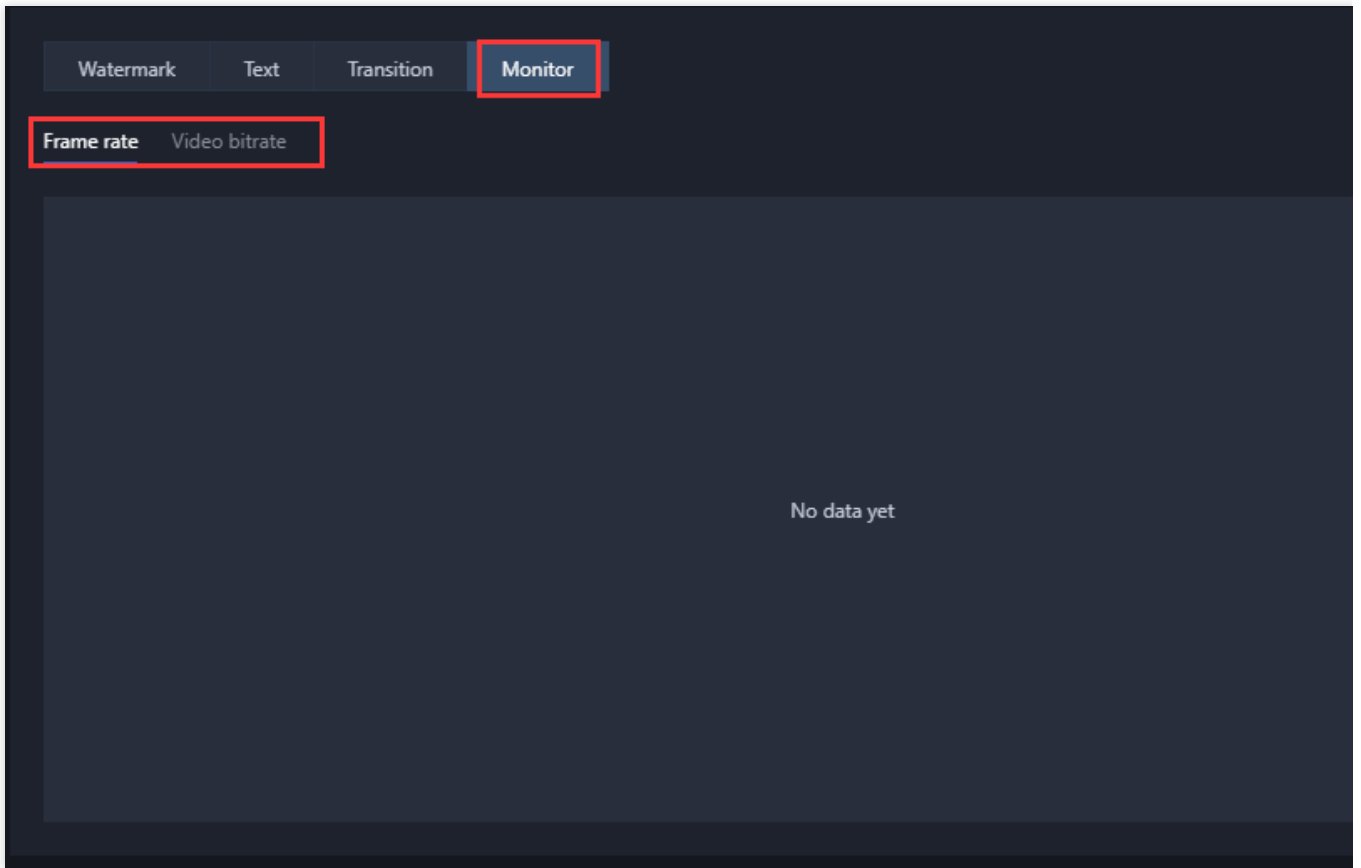 Watermark Text Transition Monitor
Frame rate Video bitrate
No data yet